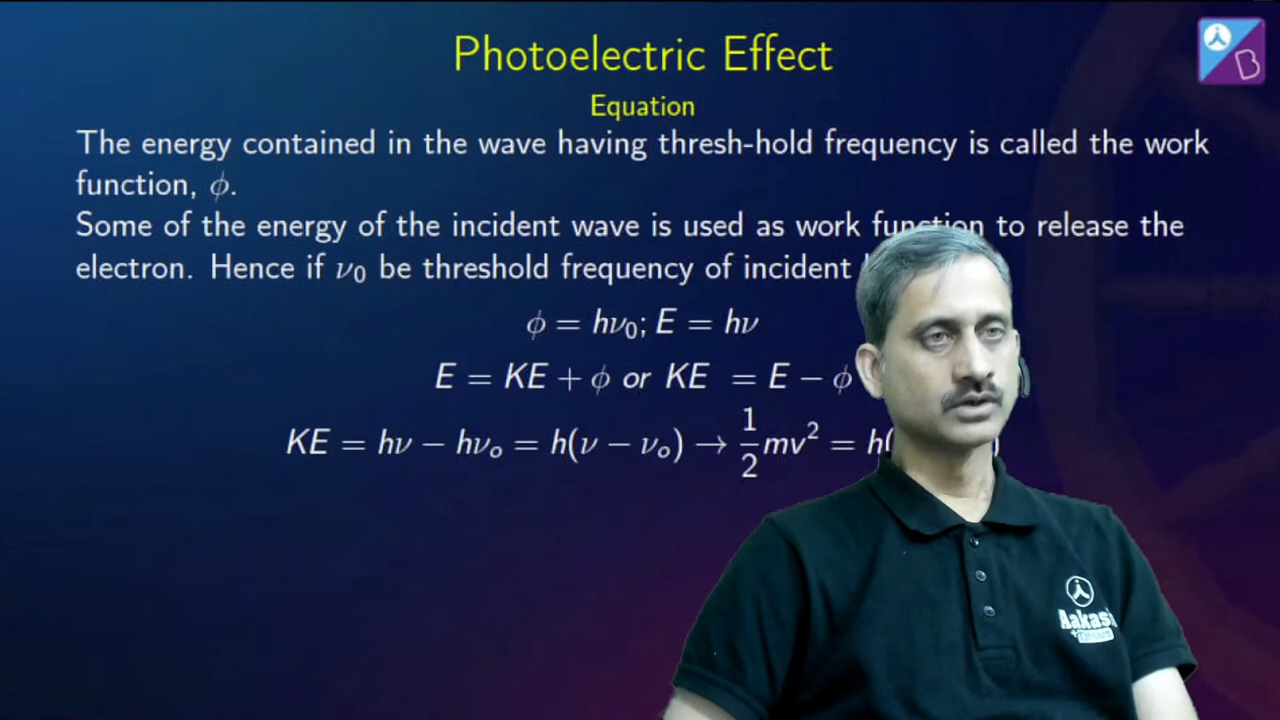 Photoelectric Effect
Equation
The energy contained in the wave having thresh-hold frequency is called the work
function, ϕ.
Some of the energy of the incident wave is used as work function to release the
electron. Hence if ν₀ be threshold frequency of incident
ϕ = hν₀; E = hν
E = KE + ϕ or KE = E − ϕ
KE = hν − hνₒ = h(ν − νₒ) → 1/2 mv² = h(
Aakash